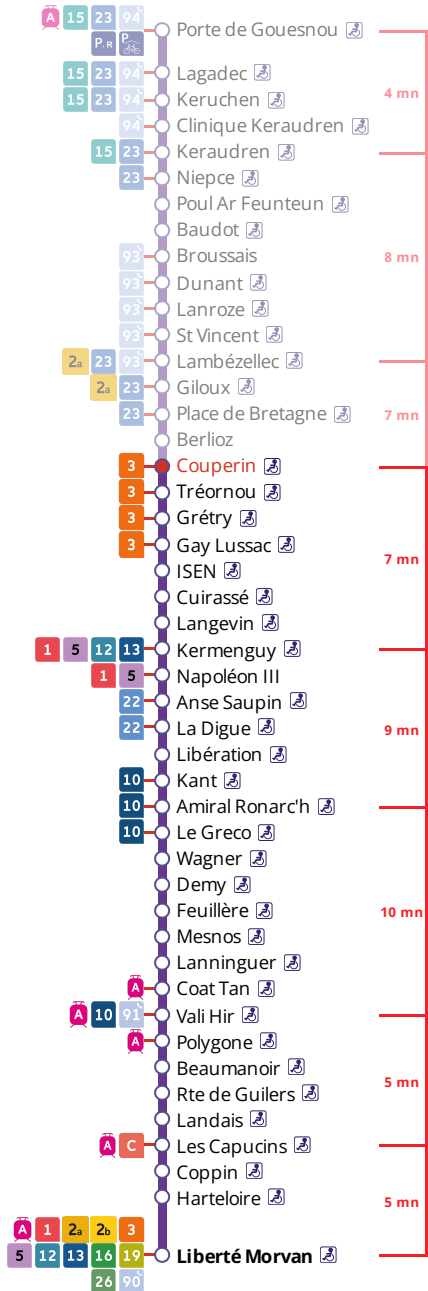 A 15 23 94 Porte de Gouesnou
P+R P
15 23 94 Lagadec
15 23 94 Keruchen
4 mn
94 Clinique Keraudren
15 23 Keraudren
23 Niepce
Poul Ar Feunteun
Baudot
93 Broussais
8 mn
93 Dunant
93 Lanroze
93 St Vincent
2a 23 93 Lambézellec
2a 23 Giloux
23 Place de Bretagne
7 mn
Berlioz
3 Couperin
3 Tréornou
3 Grétry
3 Gay Lussac
7 mn
ISEN
Cuirassé
Langevin
1 5 12 13 Kermenguy
1 5 Napoléon III
22 Anse Saupin
22 La Digue
9 mn
Libération
10 Kant
10 Amiral Ronarc'h
10 Le Greco
Wagner
Demy
Feuillère
10 mn
Mesnos
Lanninguer
A Coat Tan
A 10 91 Vali Hir
A Polygone
Beaumanoir
5 mn
Rte de Guilers
Landais
A C Les Capucins
Coppin
Harteloire
5 mn
A 1 2a 2b 3
5 12 13 16 19 Liberté Morvan
26 90